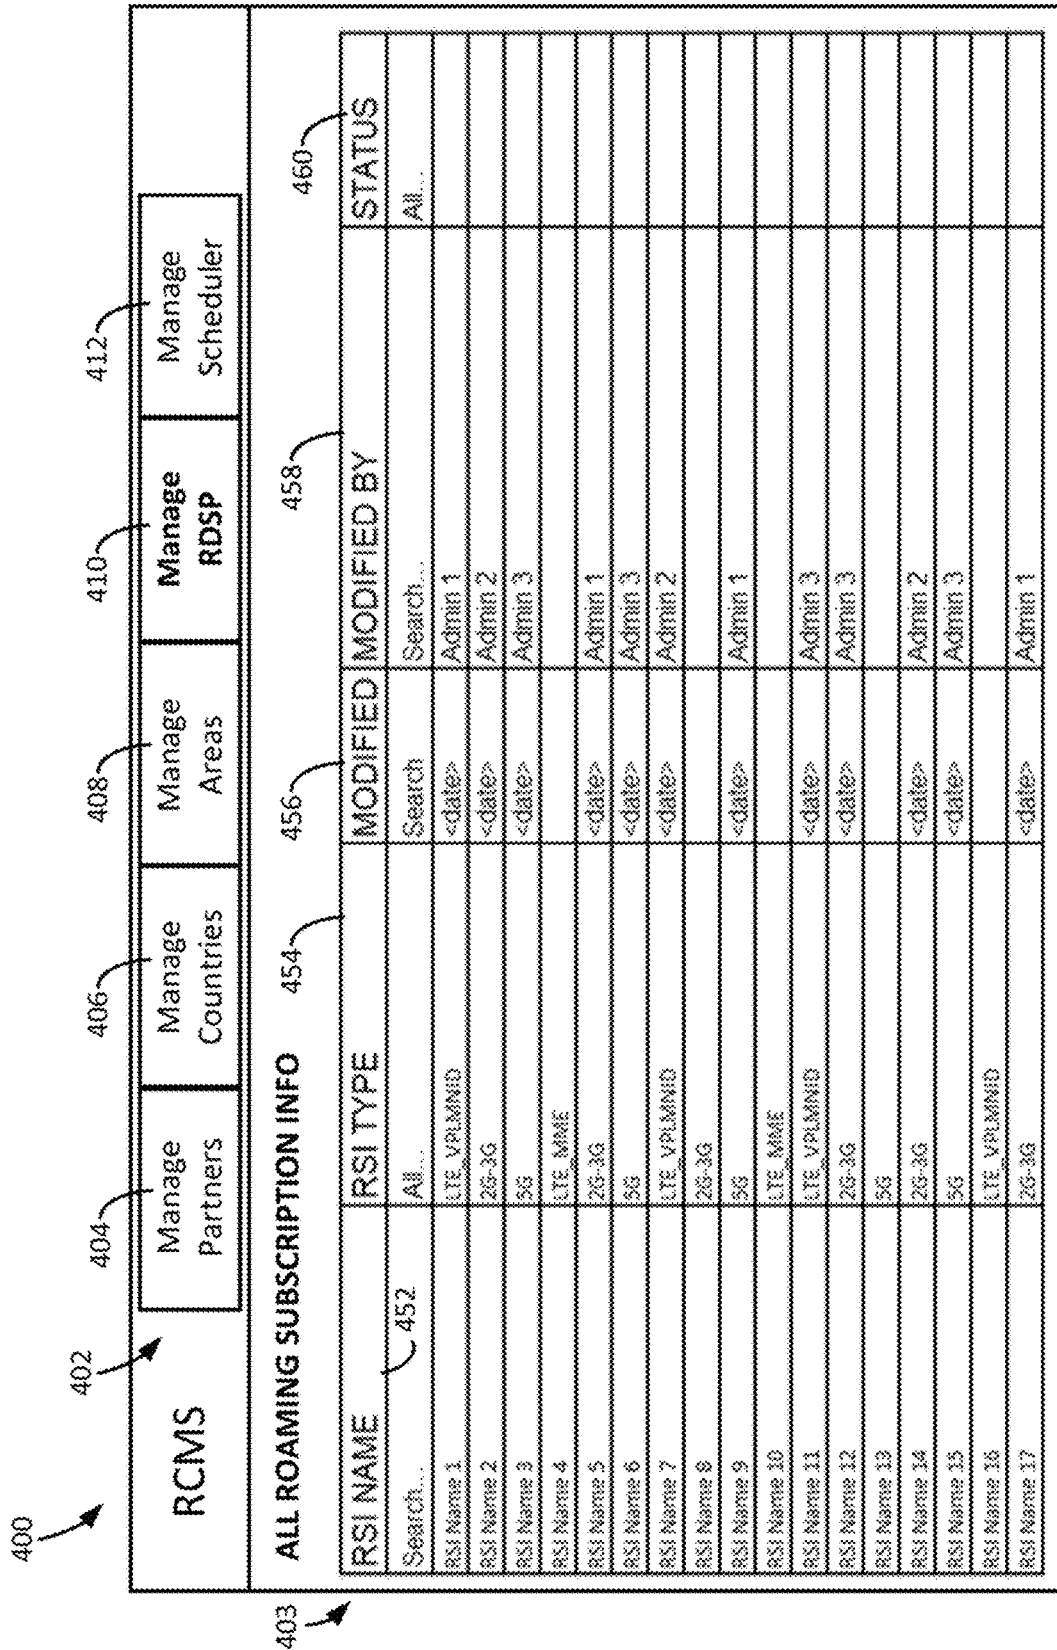 400
402
404
406
408
410
412
RCMS
Manage Partners
Manage Countries
Manage Areas
Manage RDSP
Manage Scheduler
403
ALL ROAMING SUBSCRIPTION INFO
454
456
458
460
RSI NAME RSI TYPE MODIFIED MODIFIED BY STATUS
Search... 452 All... Search Search... All...
RSI Name 1 LTE_VPLMNID <date> Admin 1
RSI Name 2 2G-3G <date> Admin 2
RSI Name 3 5G <date> Admin 3
RSI Name 4 LTE_MME
RSI Name 5 2G-3G <date> Admin 1
RSI Name 6 5G <date> Admin 3
RSI Name 7 LTE_VPLMNID <date> Admin 2
RSI Name 8 2G-3G
RSI Name 9 5G <date> Admin 1
RSI Name 10 LTE_MME
RSI Name 11 LTE_VPLMNID <date> Admin 3
RSI Name 12 2G-3G <date> Admin 3
RSI Name 13 5G
RSI Name 14 2G-3G <date> Admin 2
RSI Name 15 5G <date> Admin 3
RSI Name 16 LTE_VPLMNID
RSI Name 17 2G-3G <date> Admin 1